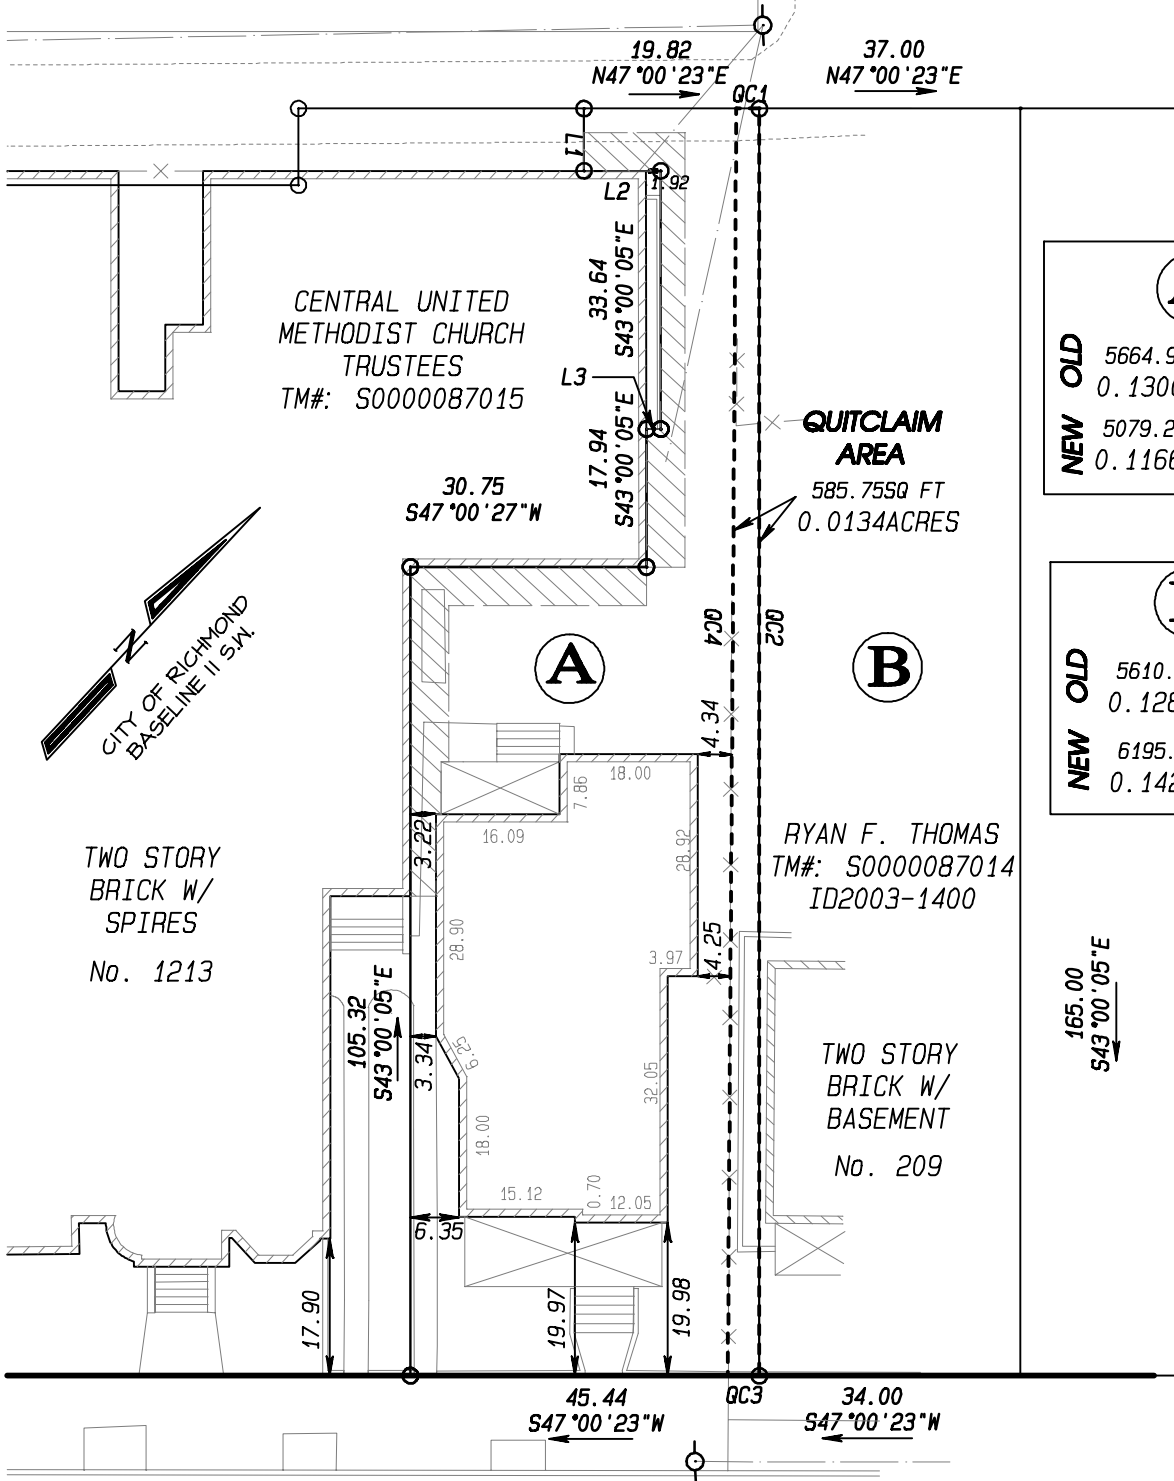 19.82
N47°00'23"E
37.00
N47°00'23"E
QC1
L1
L2
1.92
33.64
S43°00'05"E
CENTRAL UNITED
METHODIST CHURCH
TRUSTEES
TM#: S0000087015
L3
17.94
S43°00'05"E
30.75
S47°00'27"W
QUITCLAIM
AREA
585.75SQ FT
0.0134ACRES
OLD
NEW
OLD
NEW
N
CITY OF RICHMOND
BASELINE II S.W.
QC4
QC2
A
B
4.34
18.00
7.86
16.09
3.22
28.92
RYAN F. THOMAS
TM#: S0000087014
ID2003-1400
TWO STORY
BRICK W/
SPIRES
No. 1213
28.90
3.97
4.25
105.32
S43°00'05"E
3.34
6.25
32.05
165.00
S43°00'05"E
TWO STORY
BRICK W/
BASEMENT
No. 209
18.00
15.12
0.70
12.05
6.35
17.90
19.97
19.98
45.44
S47°00'23"W
QC3
34.00
S47°00'23"W